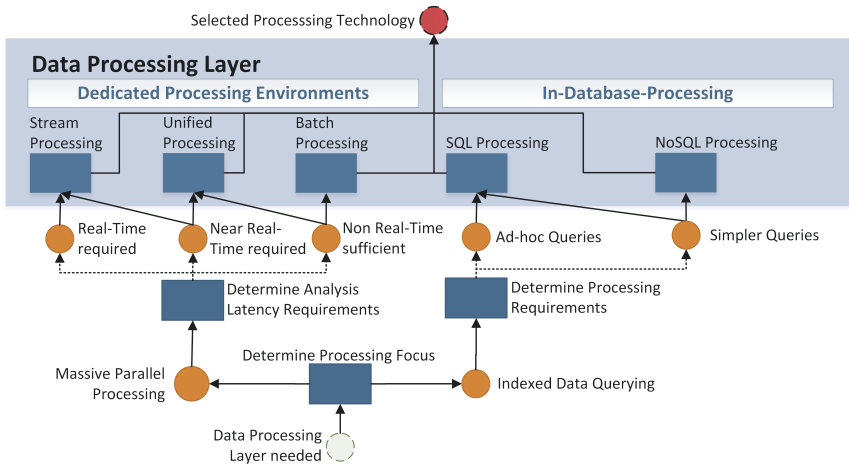 Selected Processsing Technology
Data Processing Layer
Dedicated Processing Environments
In-Database-Processing
Stream
Processing
Unified
Processing
Batch
Processing
SQL Processing
NoSQL Processing
Real-Time
required
Near Real-
Time required
Non Real-Time
sufficient
Ad-hoc Queries
Simpler Queries
Determine Analysis
Latency Requirements
Determine Processing
Requirements
Determine Processing Focus
Massive Parallel
Processing
Indexed Data Querying
Data Processing
Layer needed